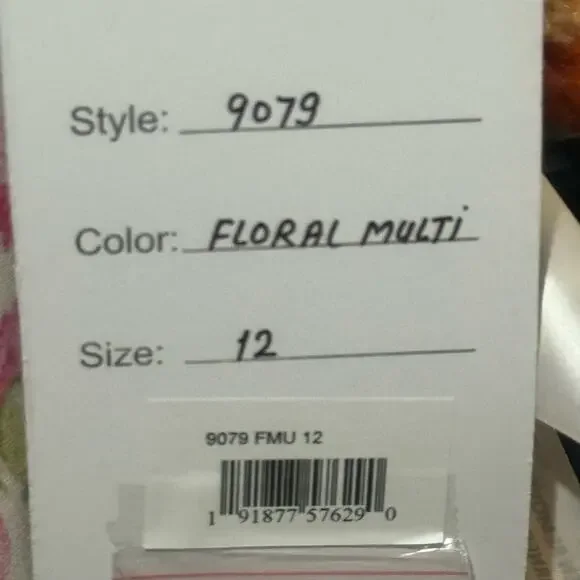 Style: 9079
Color: FLORAL MULTi
Size: 12
9079 FMU 12
1 91877 57629 0